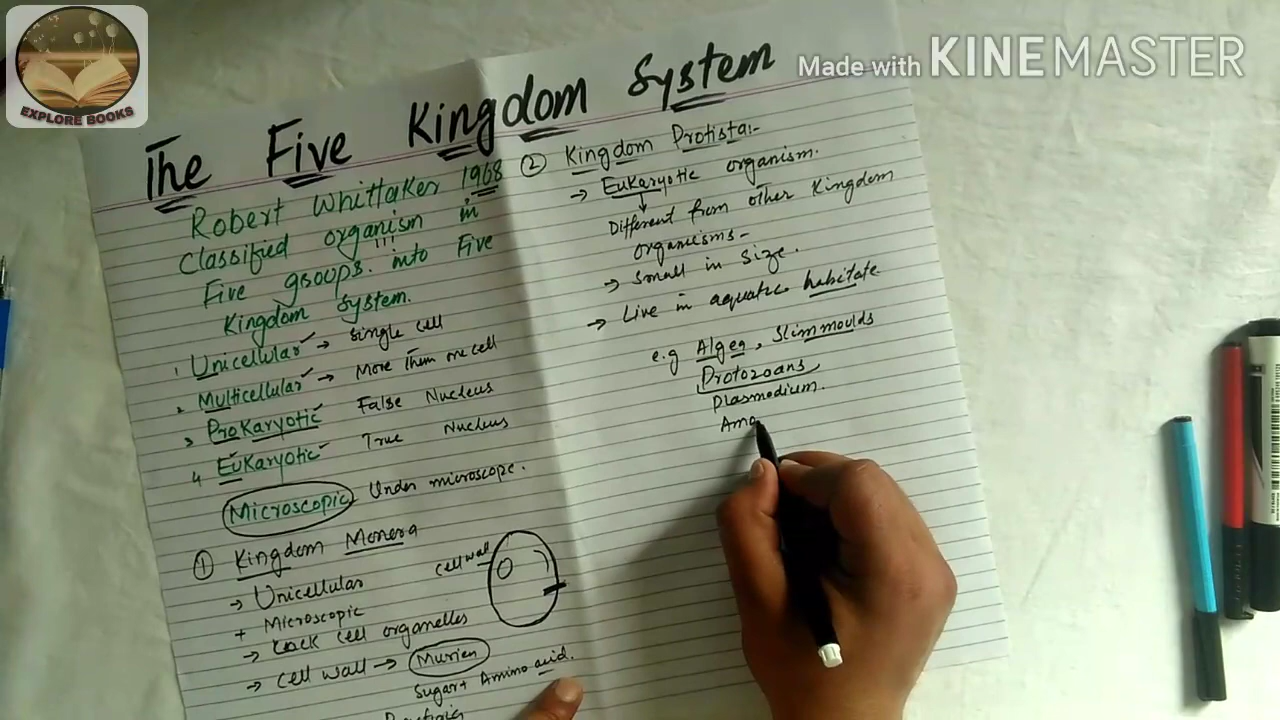 EXPLORE BOOKS
Made with KINEMASTER
The Five Kingdom System
Robert Whittaker 1968
Classified organism in
Five groups. into Five
Kingdom System.
1 Unicellular → Single cell
2 Multicellular → More Them one cell
3 ProKaryotic False Nucleus
4 EuKaryotic True Nucleus
Microscopic Under microscope.
① Kingdom Monera
→ Unicellular
+ Microscopic
→ Lack cell organelles
→ Cell wall → Murien
Sugar+ Amino acid.
cell wall
② Kingdom Protista:-
→ EuKaryotic organism.
↓
Different from other Kingdom
organisms-
→ Small in size.
→ Live in aquatic habitate
e.g Algea, Slimmoulds
Protozoans
Plasmodium.
Amo